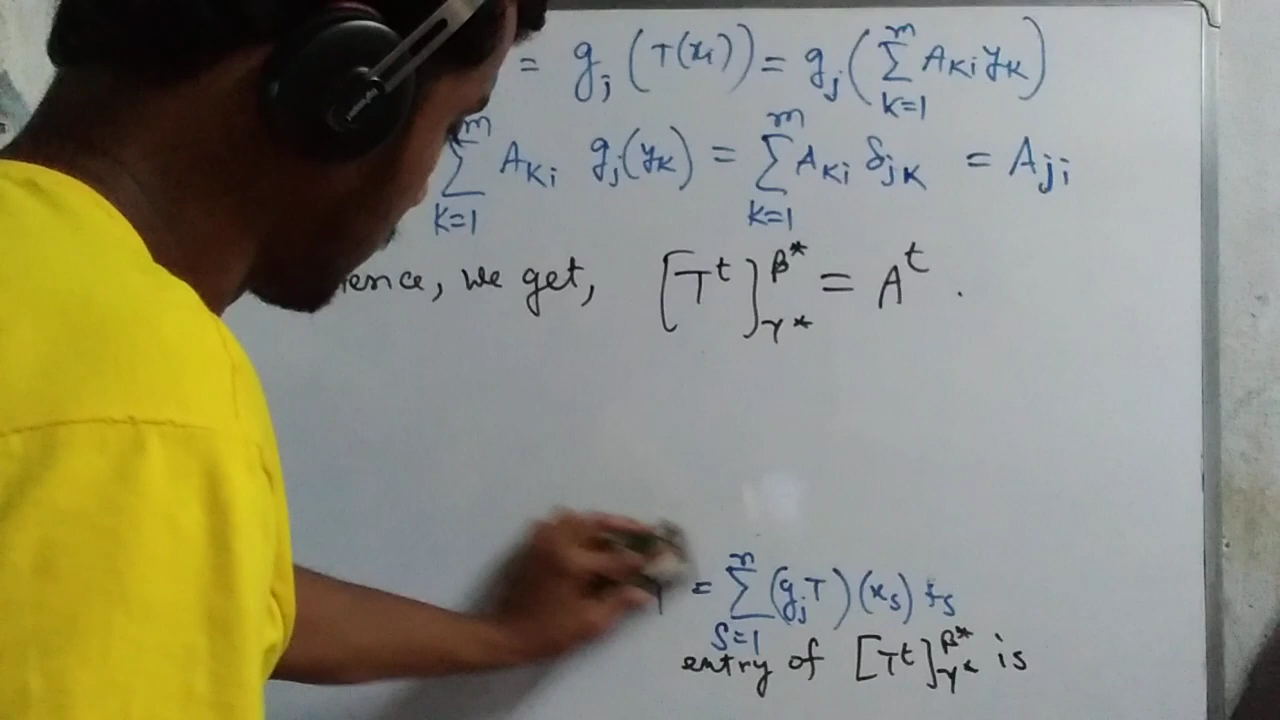 = g_j (T(x_i)) = g_j (∑_{k=1}^{m} A_{ki} y_k)
∑_{k=1}^{m} A_{ki} g_j(y_k) = ∑_{k=1}^{m} A_{ki} δ_{jk} = A_{ji}
ence, we get, [T^t]_{γ*}^{β*} = A^t .
= ∑_{s=1}^{n} (g_j T)(x_s) f_s
entry of [T^t]_{γ*}^{β*} is